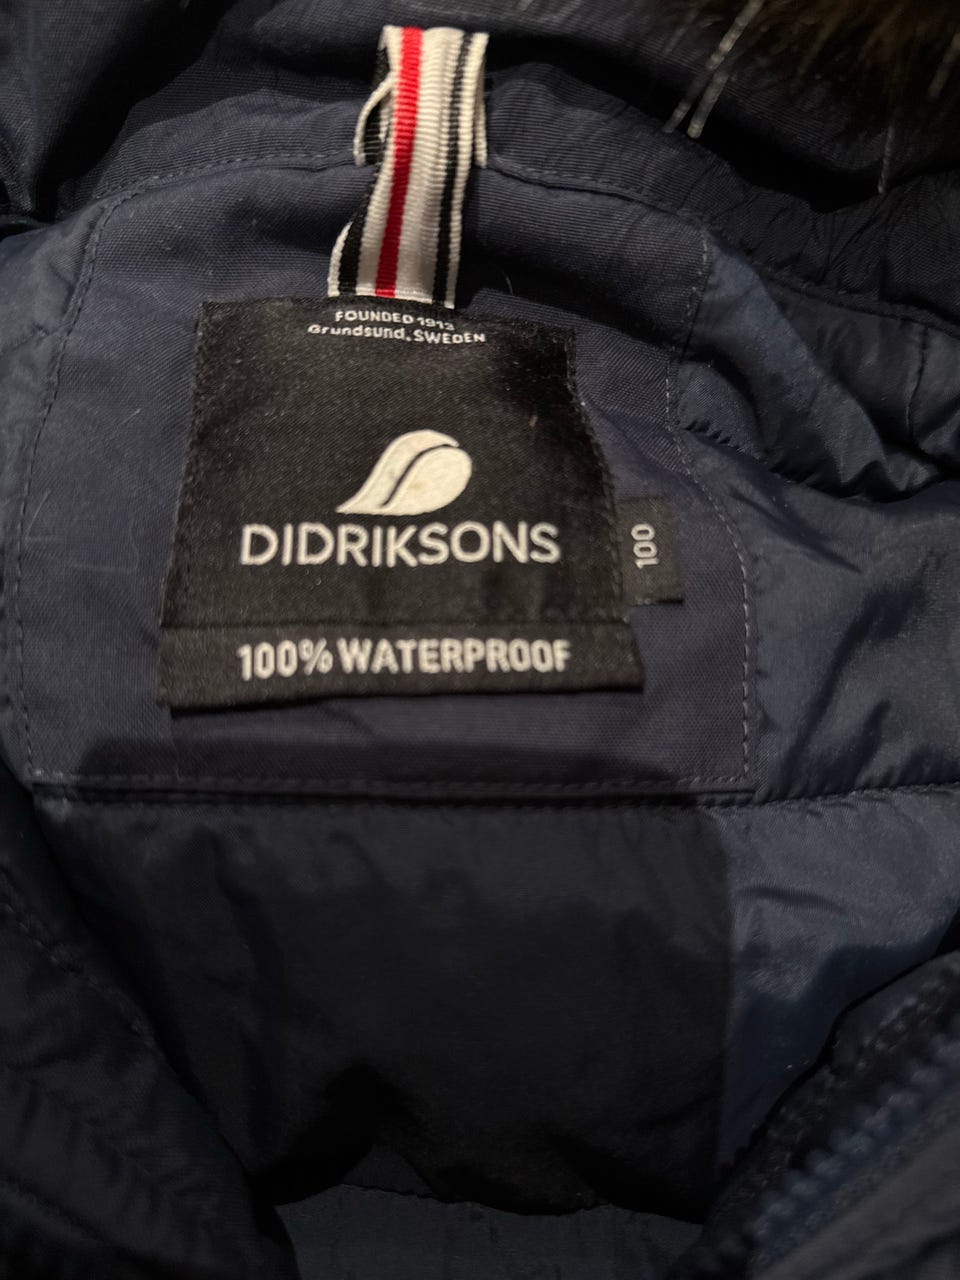 FOUNDED 1913
Grundsund, SWEDEN
DIDRIKSONS
100
100% WATERPROOF